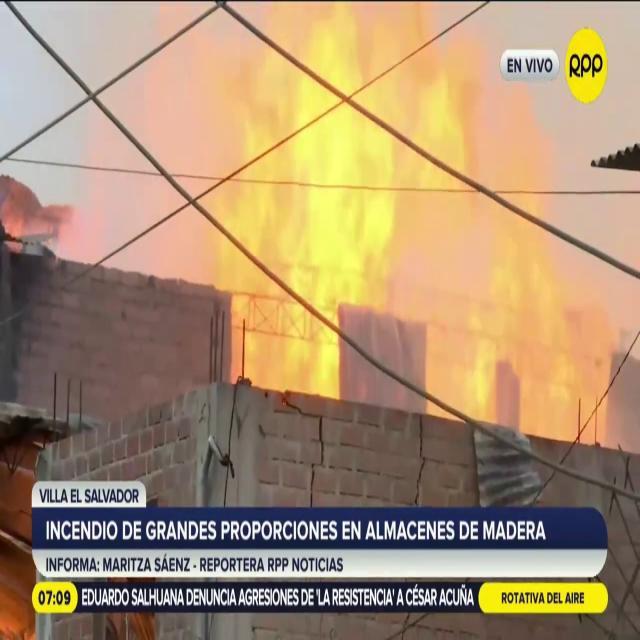 EN VIVO
RPP
VILLA EL SALVADOR
INCENDIO DE GRANDES PROPORCIONES EN ALMACENES DE MADERA
INFORMA: MARITZA SÁENZ - REPORTERA RPP NOTICIAS
07:09 EDUARDO SALHUANA DENUNCIA AGRESIONES DE 'LA RESISTENCIA' A CÉSAR ACUÑA ROTATIVA DEL AIRE